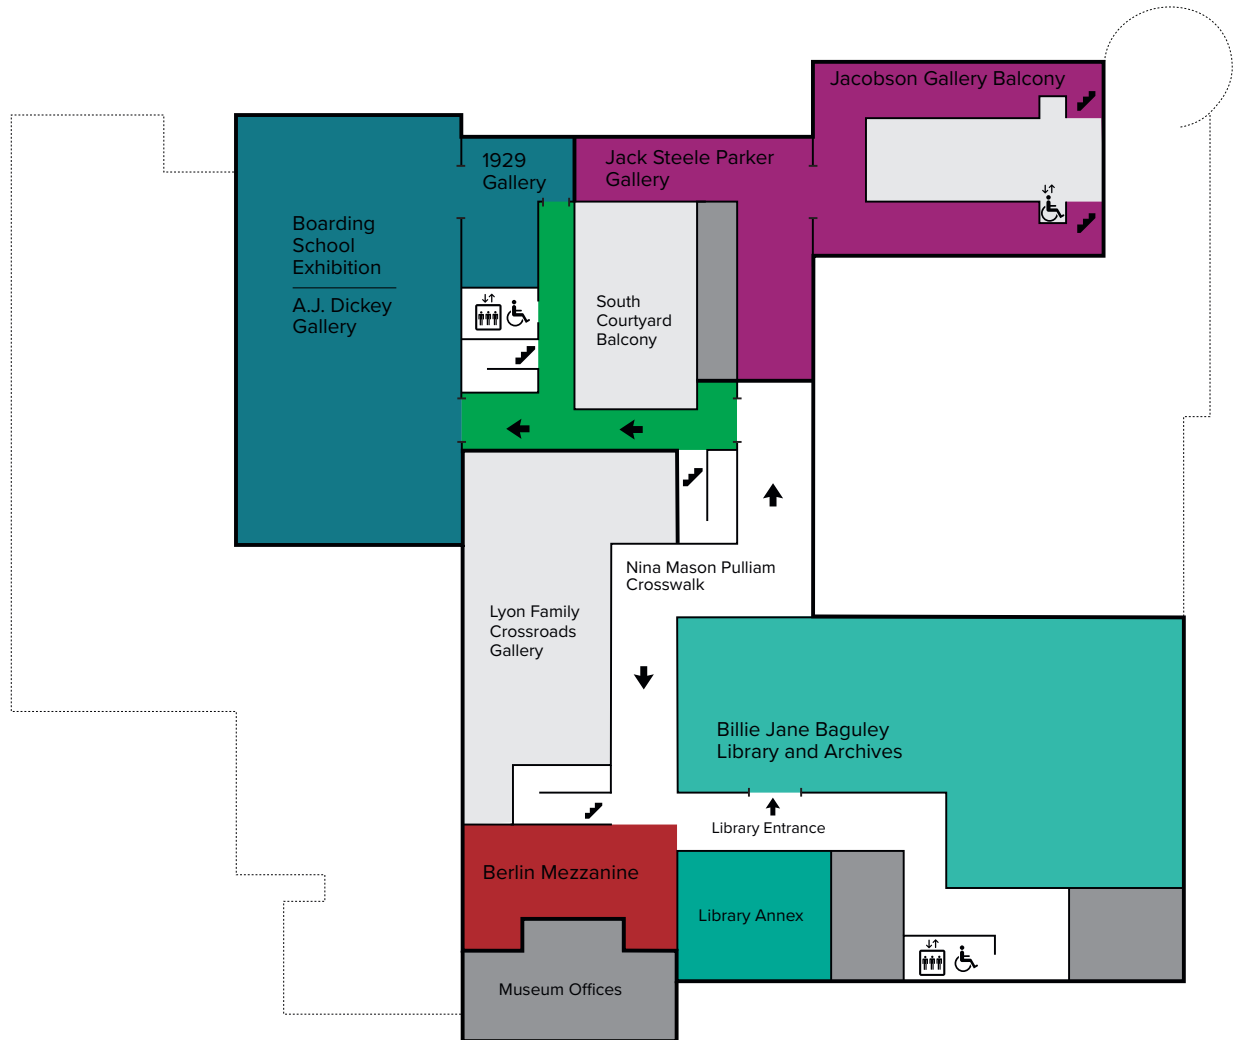 Jacobson Gallery Balcony
1929
Gallery
Jack Steele Parker
Gallery
Boarding
School
Exhibition
A.J. Dickey
Gallery
South
Courtyard
Balcony
Nina Mason Pulliam
Crosswalk
Lyon Family
Crossroads
Gallery
Billie Jane Baguley
Library and Archives
Library Entrance
Berlin Mezzanine
Library Annex
Museum Offices